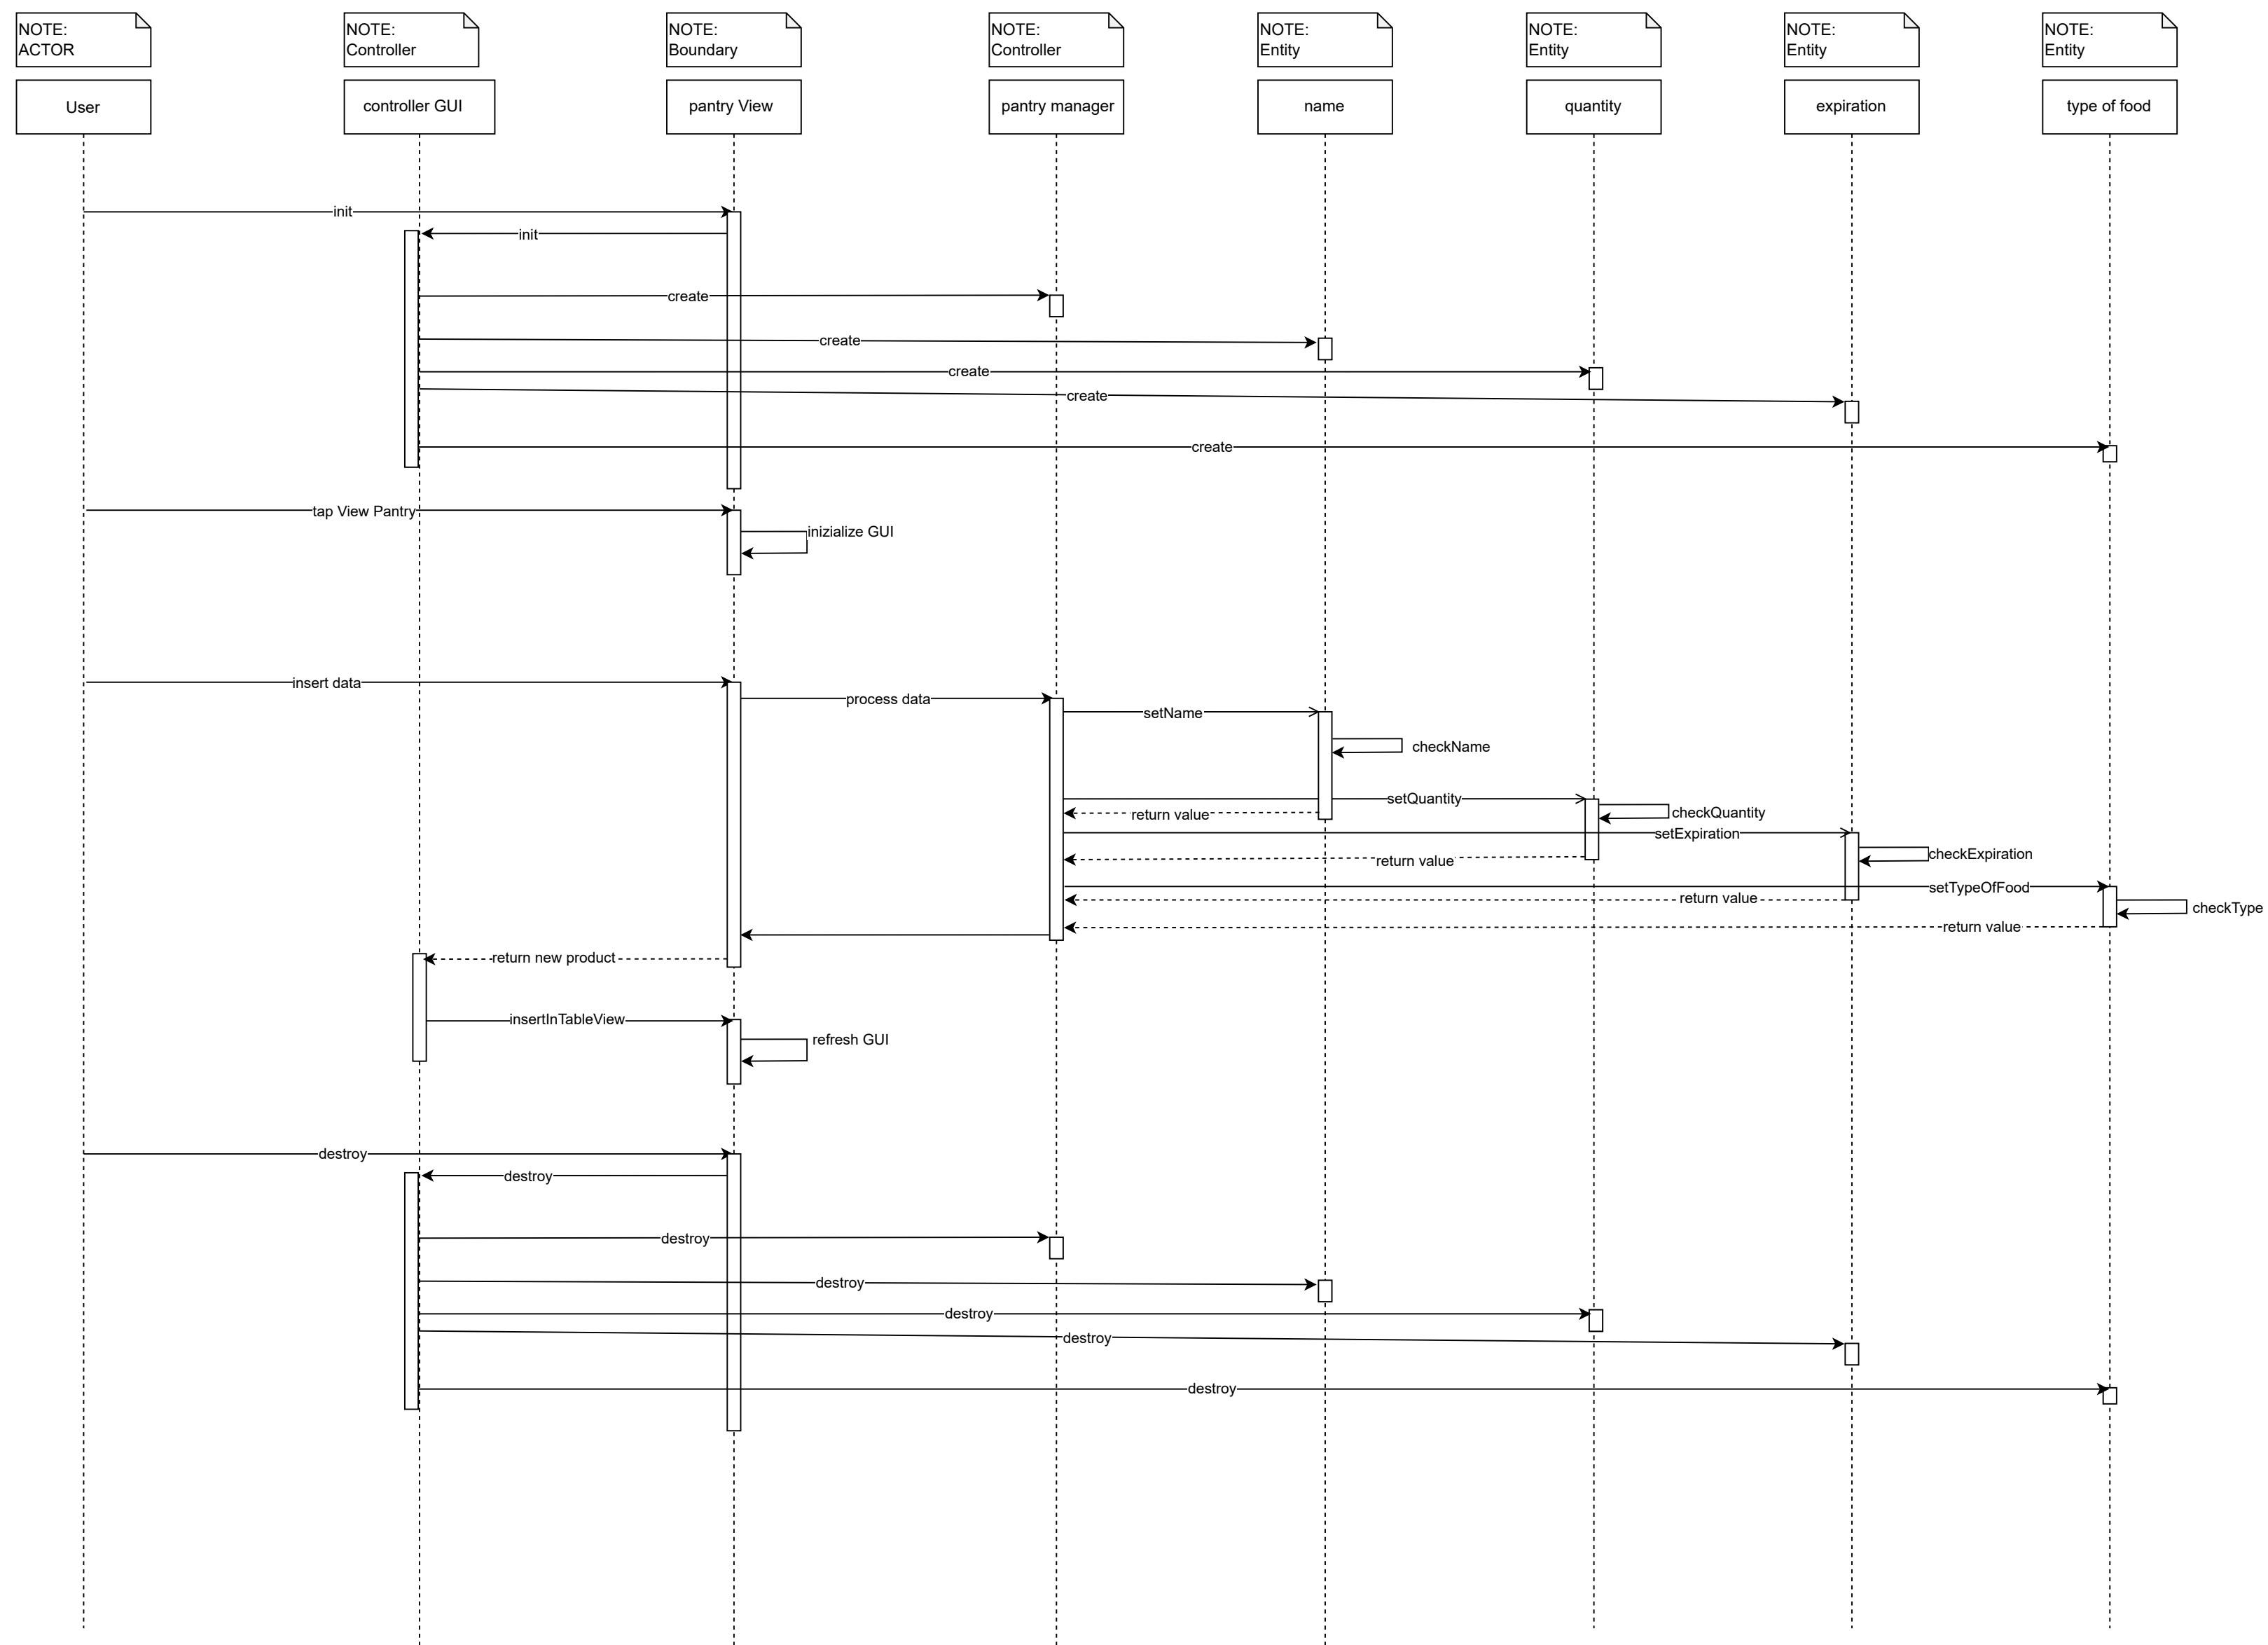 NOTE:
ACTOR
NOTE:
Controller
NOTE:
Boundary
NOTE:
Controller
NOTE:
Entity
NOTE:
Entity
NOTE:
Entity
NOTE:
Entity
User
controller GUI
pantry View
pantry manager
name
quantity
expiration
type of food
init
init
create
create
create
create
create
tap View Pantry
inizialize GUI
insert data
process data
setName
checkName
setQuantity
return value
checkQuantity
setExpiration
return value
checkExpiration
setTypeOfFood
return value
checkType
return value
return new product
insertInTableView
refresh GUI
destroy
destroy
destroy
destroy
destroy
destroy
destroy